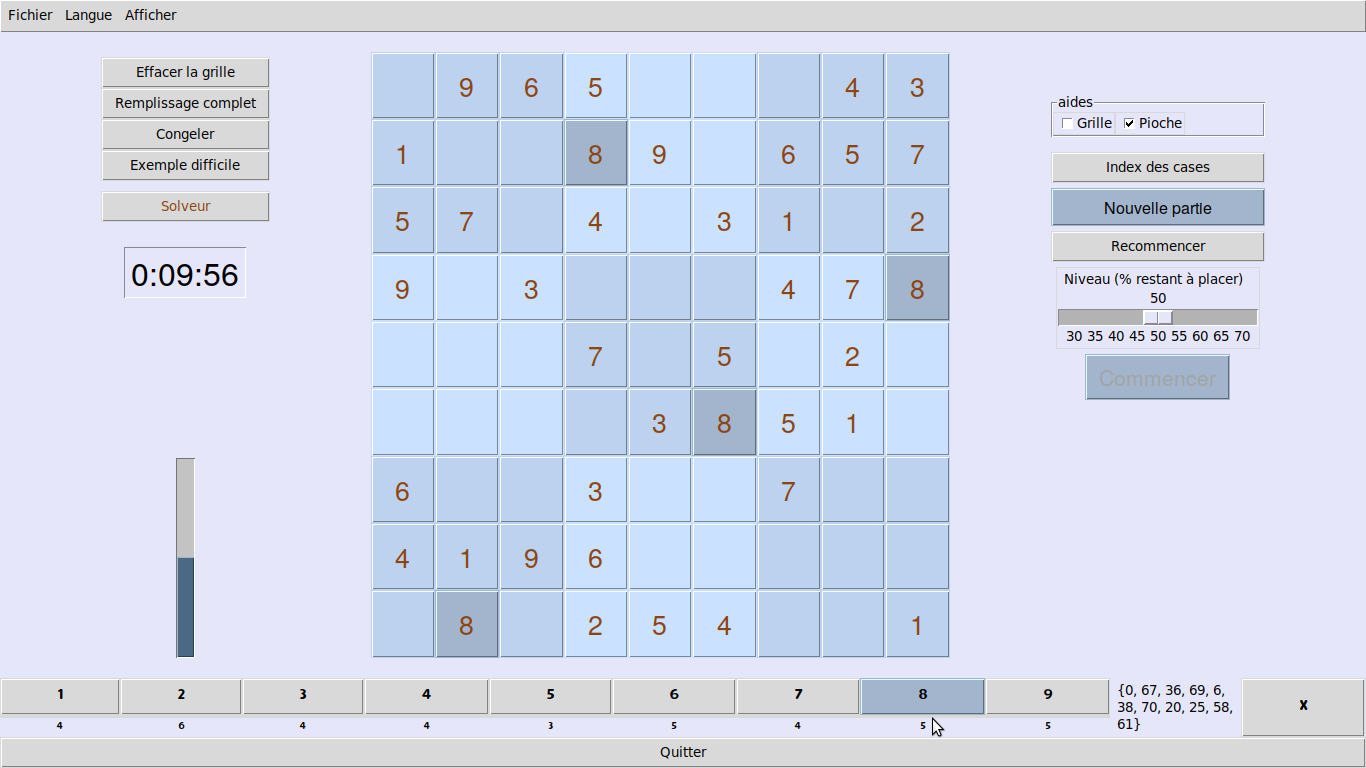 Fichier Langue Afficher
Effacer la grille
Remplissage complet
Congeler
Exemple difficile
Solveur
0:09:56
9 6 5 4 3
1 8 9 6 5 7
5 7 4 3 1 2
9 3 4 7 8
7 5 2
3 8 5 1
6 3 7
4 1 9 6
8 2 5 4 1
aides
Grille Pioche
Index des cases
Nouvelle partie
Recommencer
Niveau (% restant à placer)
50
30 35 40 45 50 55 60 65 70
Commencer
1 2 3 4 5 6 7 8 9
4 6 4 4 3 5 4 5 5
{0, 67, 36, 69, 6,
38, 70, 20, 25, 58,
61}
x
Quitter